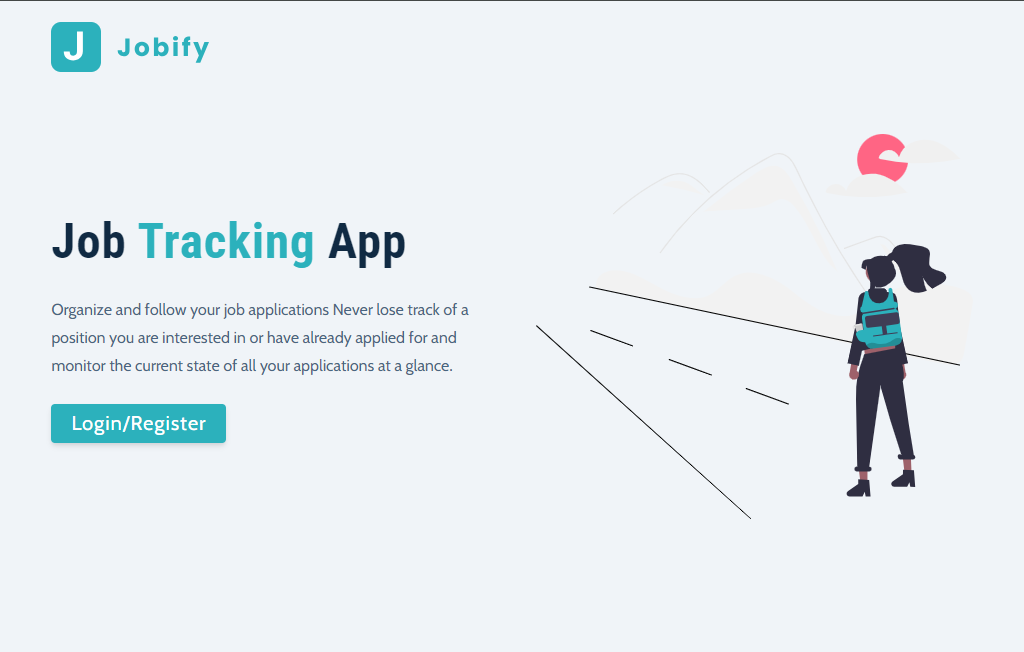 J Jobify
Job Tracking App
Organize and follow your job applications Never lose track of a
position you are interested in or have already applied for and
monitor the current state of all your applications at a glance.
Login/Register